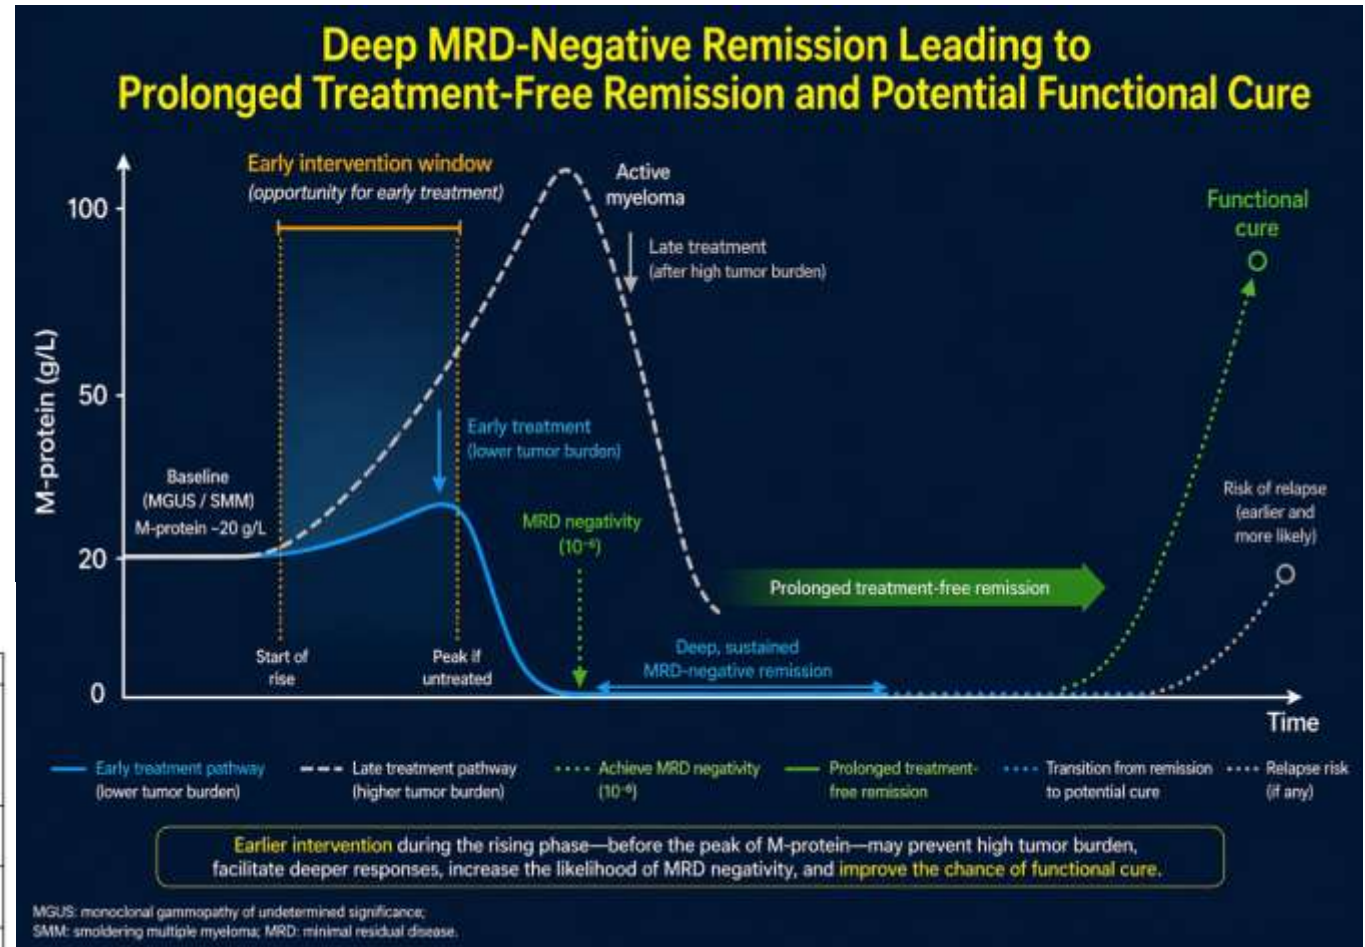 Deep MRD-Negative Remission Leading to
Prolonged Treatment-Free Remission and Potential Functional Cure
Early intervention window
(opportunity for early treatment)
Active
myeloma
Late treatment
(after high tumor burden)
Functional
cure
M-protein (g/L)
100
50
20
0
Baseline
(MGUS / SMM)
M-protein ~20 g/L
Early treatment
(lower tumor burden)
MRD negativity
(10⁻⁶)
Risk of relapse
(earlier and
more likely)
Prolonged treatment-free remission
Start of
rise
Peak if
untreated
Deep, sustained
MRD-negative remission
Time
Early treatment pathway
(lower tumor burden)
Late treatment pathway
(higher tumor burden)
Achieve MRD negativity
(10⁻⁶)
Prolonged treatment-
free remission
Transition from remission
to potential cure
Relapse risk
(if any)
Earlier intervention during the rising phase—before the peak of M-protein—may prevent high tumor burden,
facilitate deeper responses, increase the likelihood of MRD negativity, and improve the chance of functional cure.
MGUS: monoclonal gammopathy of undetermined significance;
SMM: smoldering multiple myeloma; MRD: minimal residual disease.